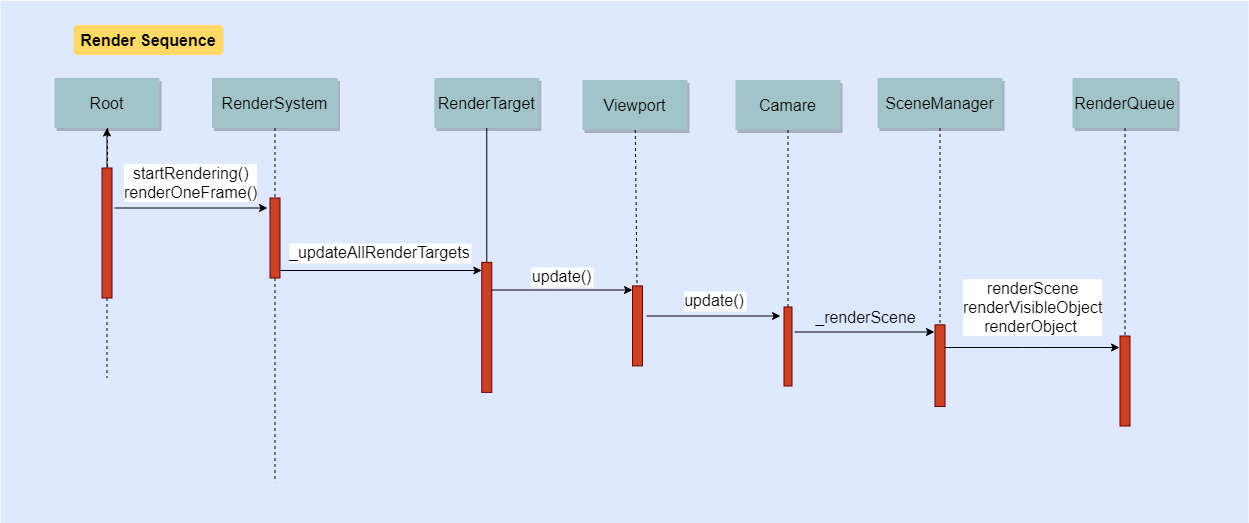 Render Sequence
Root
RenderSystem
RenderTarget
Viewport
Camare
SceneManager
RenderQueue
startRendering()
renderOneFrame()
_updateAllRenderTargets
update()
update()
_renderScene
renderScene
renderVisibleObject
renderObject